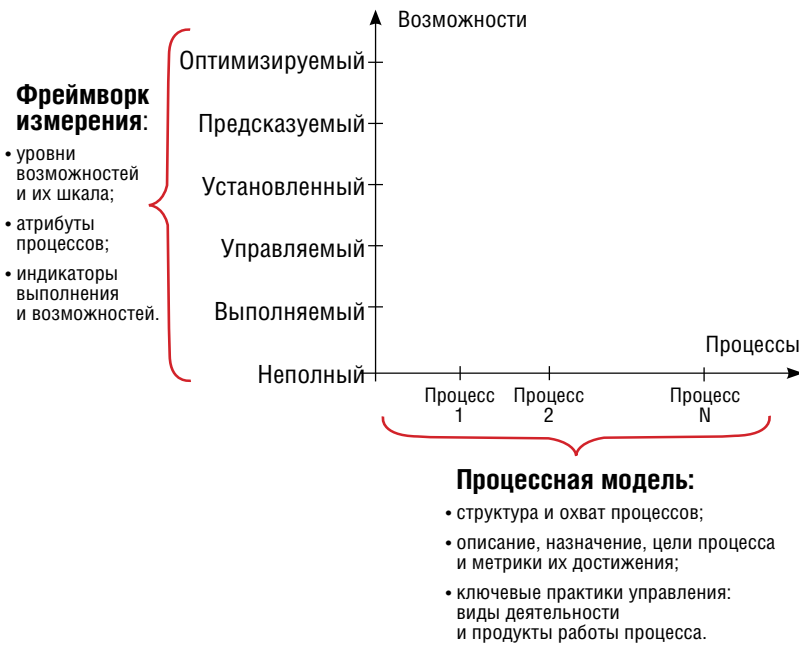 Возможности
Оптимизируемый
Фреймворк
измерения:
• уровни
возможностей
и их шкала;
• атрибуты
процессов;
• индикаторы
выполнения
и возможностей.
Предсказуемый
Установленный
Управляемый
Выполняемый
Неполный
Процессы
Процесс
1
Процесс
2
Процесс
N
Процессная модель:
• структура и охват процессов;
• описание, назначение, цели процесса
и метрики их достижения;
• ключевые практики управления:
виды деятельности
и продукты работы процесса.